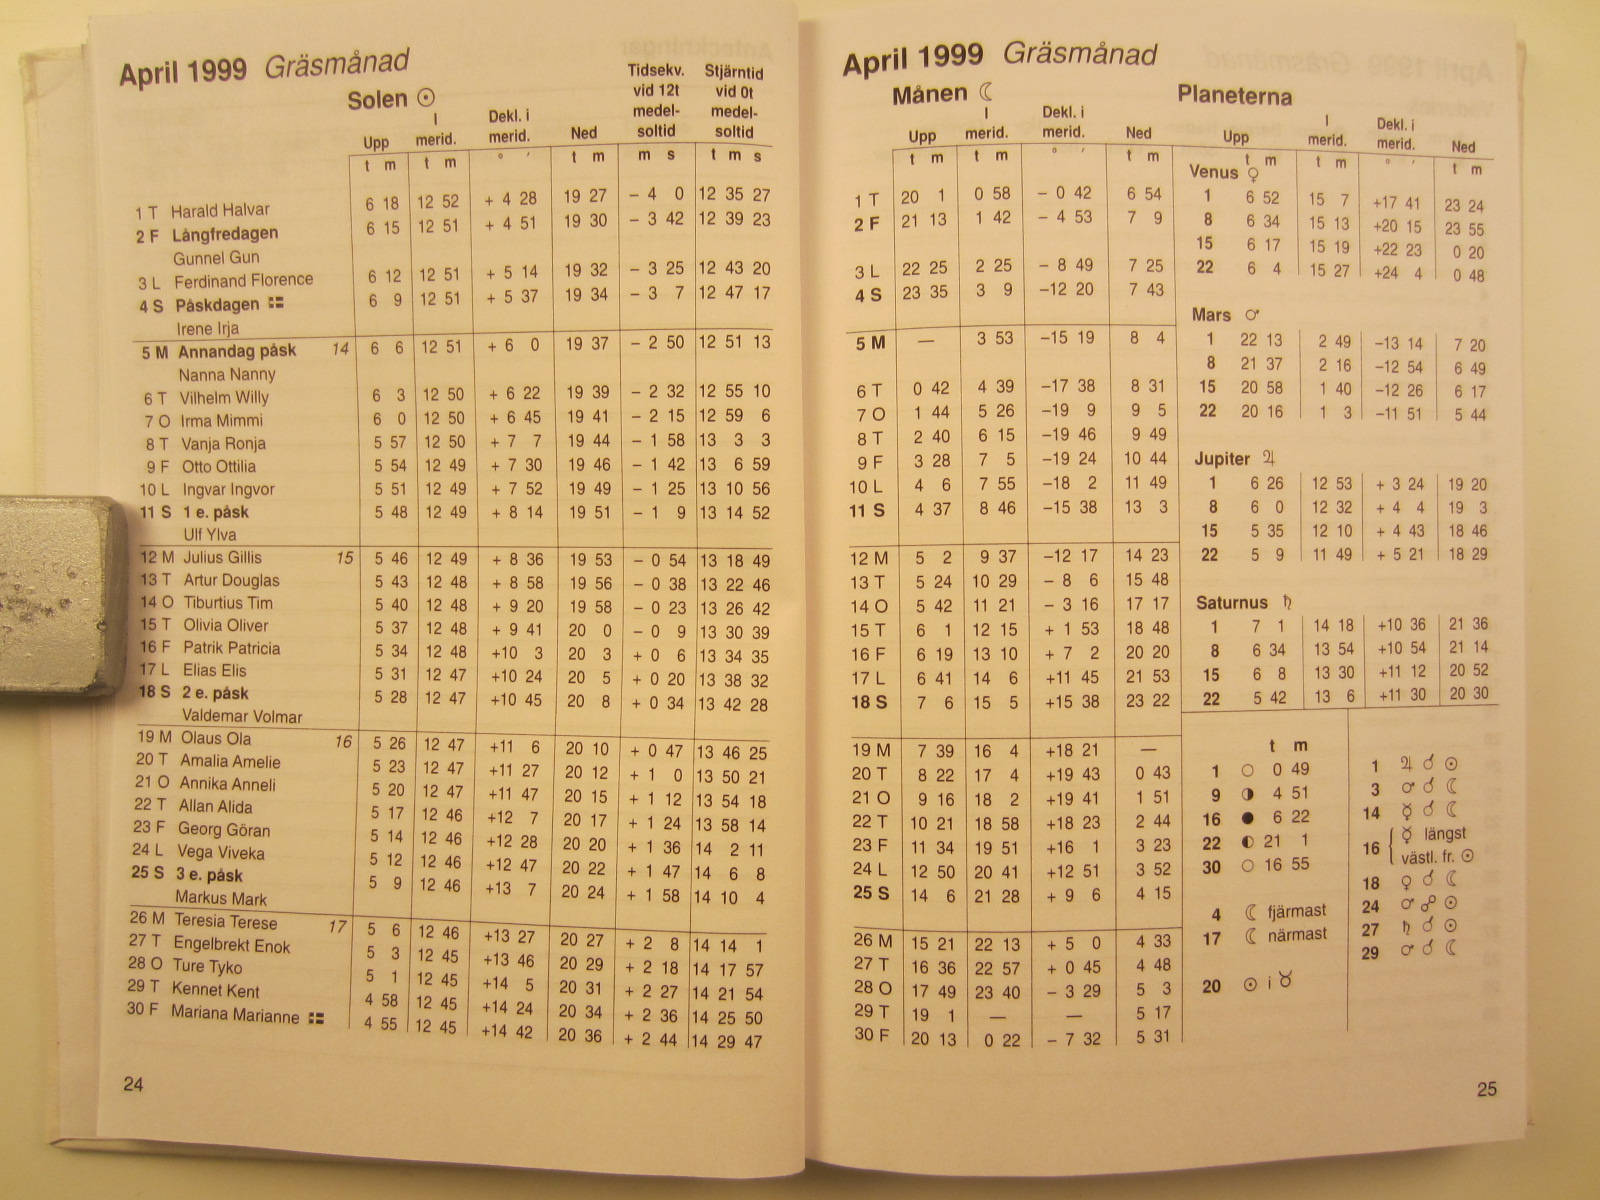 April 1999 Gräsmånad
Solen ☉
Upp I merid. Dekl. i merid. Ned Tidsekv. vid 12t medel-soltid Stjärntid vid 0t medel-soltid
t m t m ° ′ t m m s t m s
1 T Harald Halvar 6 18 12 52 + 4 28 19 27 − 4 0 12 35 27
2 F Långfredagen 6 15 12 51 + 4 51 19 30 − 3 42 12 39 23
Gunnel Gun
3 L Ferdinand Florence 6 12 12 51 + 5 14 19 32 − 3 25 12 43 20
4 S Påskdagen 6 9 12 51 + 5 37 19 34 − 3 7 12 47 17
Irene Irja
5 M Annandag påsk 14 6 6 12 51 + 6 0 19 37 − 2 50 12 51 13
Nanna Nanny
6 T Vilhelm Willy 6 3 12 50 + 6 22 19 39 − 2 32 12 55 10
7 O Irma Mimmi 6 0 12 50 + 6 45 19 41 − 2 15 12 59 6
8 T Vanja Ronja 5 57 12 50 + 7 7 19 44 − 1 58 13 3 3
9 F Otto Ottilia 5 54 12 49 + 7 30 19 46 − 1 42 13 6 59
10 L Ingvar Ingvor 5 51 12 49 + 7 52 19 49 − 1 25 13 10 56
11 S 1 e. påsk 5 48 12 49 + 8 14 19 51 − 1 9 13 14 52
Ulf Ylva
12 M Julius Gillis 15 5 46 12 49 + 8 36 19 53 − 0 54 13 18 49
13 T Artur Douglas 5 43 12 48 + 8 58 19 56 − 0 38 13 22 46
14 O Tiburtius Tim 5 40 12 48 + 9 20 19 58 − 0 23 13 26 42
15 T Olivia Oliver 5 37 12 48 + 9 41 20 0 − 0 9 13 30 39
16 F Patrik Patricia 5 34 12 48 +10 3 20 3 + 0 6 13 34 35
17 L Elias Elis 5 31 12 47 +10 24 20 5 + 0 20 13 38 32
18 S 2 e. påsk 5 28 12 47 +10 45 20 8 + 0 34 13 42 28
Valdemar Volmar
19 M Olaus Ola 16 5 26 12 47 +11 6 20 10 + 0 47 13 46 25
20 T Amalia Amelie 5 23 12 47 +11 27 20 12 + 1 0 13 50 21
21 O Annika Anneli 5 20 12 47 +11 47 20 15 + 1 12 13 54 18
22 T Allan Alida 5 17 12 46 +12 7 20 17 + 1 24 13 58 14
23 F Georg Göran 5 14 12 46 +12 28 20 20 + 1 36 14 2 11
24 L Vega Viveka 5 12 12 46 +12 47 20 22 + 1 47 14 6 8
25 S 3 e. påsk 5 9 12 46 +13 7 20 24 + 1 58 14 10 4
Markus Mark
26 M Teresia Terese 17 5 6 12 46 +13 27 20 27 + 2 8 14 14 1
27 T Engelbrekt Enok 5 3 12 45 +13 46 20 29 + 2 18 14 17 57
28 O Ture Tyko 5 1 12 45 +14 5 20 31 + 2 27 14 21 54
29 T Kennet Kent 4 58 12 45 +14 24 20 34 + 2 36 14 25 50
30 F Mariana Marianne 4 55 12 45 +14 42 20 36 + 2 44 14 29 47
24
April 1999 Gräsmånad
Månen ☾
Upp I merid. Dekl. i merid. Ned
t m t m ° ′ t m
1 T 20 1 0 58 − 0 42 6 54
2 F 21 13 1 42 − 4 53 7 9
3 L 22 25 2 25 − 8 49 7 25
4 S 23 35 3 9 −12 20 7 43
5 M — 3 53 −15 19 8 4
6 T 0 42 4 39 −17 38 8 31
7 O 1 44 5 26 −19 9 9 5
8 T 2 40 6 15 −19 46 9 49
9 F 3 28 7 5 −19 24 10 44
10 L 4 6 7 55 −18 2 11 49
11 S 4 37 8 46 −15 38 13 3
12 M 5 2 9 37 −12 17 14 23
13 T 5 24 10 29 − 8 6 15 48
14 O 5 42 11 21 − 3 16 17 17
15 T 6 1 12 15 + 1 53 18 48
16 F 6 19 13 10 + 7 2 20 20
17 L 6 41 14 6 +11 45 21 53
18 S 7 6 15 5 +15 38 23 22
19 M 7 39 16 4 +18 21 —
20 T 8 22 17 4 +19 43 0 43
21 O 9 16 18 2 +19 41 1 51
22 T 10 21 18 58 +18 23 2 44
23 F 11 34 19 51 +16 1 3 23
24 L 12 50 20 41 +12 51 3 52
25 S 14 6 21 28 + 9 6 4 15
26 M 15 21 22 13 + 5 0 4 33
27 T 16 36 22 57 + 0 45 4 48
28 O 17 49 23 40 − 3 29 5 3
29 T 19 1 — — 5 17
30 F 20 13 0 22 − 7 32 5 31
Planeterna
Upp I merid. Dekl. i merid. Ned
t m t m ° ′ t m
Venus ♀
1 6 52 15 7 +17 41 23 24
8 6 34 15 13 +20 15 23 55
15 6 17 15 19 +22 23 0 20
22 6 4 15 27 +24 4 0 48
Mars ♂
1 22 13 2 49 −13 14 7 20
8 21 37 2 16 −12 54 6 49
15 20 58 1 40 −12 26 6 17
22 20 16 1 3 −11 51 5 44
Jupiter ♃
1 6 26 12 53 + 3 24 19 20
8 6 0 12 32 + 4 4 19 3
15 5 35 12 10 + 4 43 18 46
22 5 9 11 49 + 5 21 18 29
Saturnus ♄
1 7 1 14 18 +10 36 21 36
8 6 34 13 54 +10 54 21 14
15 6 8 13 30 +11 12 20 52
22 5 42 13 6 +11 30 20 30
t m
1 ○ 0 49
9 ◑ 4 51
16 ● 6 22
22 ◐ 21 1
30 ○ 16 55
4 ☾ fjärmast
17 ☾ närmast
20 ☉ i ♉
1 ♃ ☌ ☉
3 ♂ ☌ ☾
14 ☿ ☌ ☾
16 ☿ längst
västl. fr. ☉
18 ♀ ☌ ☾
24 ♂ ☍ ☉
27 ♄ ☌ ☉
29 ♂ ☌ ☾
25